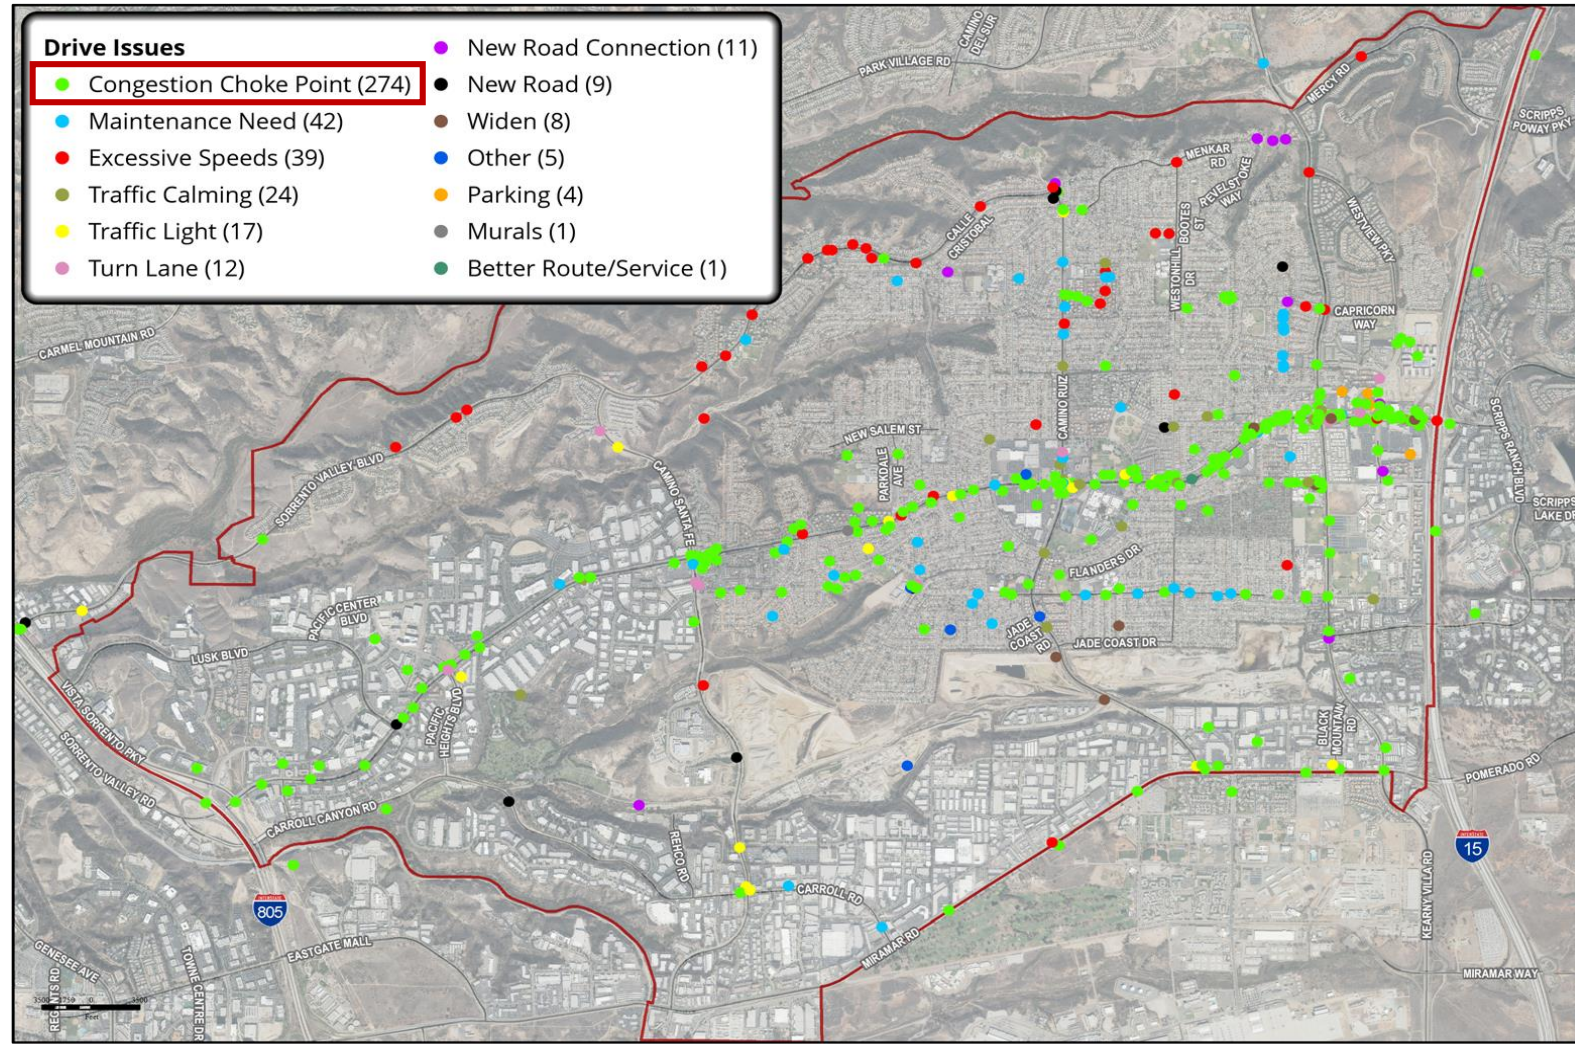 Drive Issues
Congestion Choke Point (274)
Maintenance Need (42)
Excessive Speeds (39)
Traffic Calming (24)
Traffic Light (17)
Turn Lane (12)
New Road Connection (11)
New Road (9)
Widen (8)
Other (5)
Parking (4)
Murals (1)
Better Route/Service (1)
CAMINO
DEL SUR
PARK VILLAGE RD
MERCY RD
SCRIPPS
POWAY PKY
MENKAR
RD
REVELSTOKE
WAY
BOOTES
ST
WESTVIEW PKY
CALLE
CRISTOBAL
WESTONHILL
DR
CAPRICORN
WAY
CARMEL MOUNTAIN RD
CAMINO RUIZ
NEW SALEM ST
PARKDALE
AVE
SCRIPPS RANCH BLVD
SCRIPPS
LAKE DR
SORRENTO VALLEY BLVD
CAMINO SANTA FE
FLANDERS DR
PACIFIC CENTER
BLVD
LUSK BLVD
JADE
COAST
RD
JADE COAST DR
VISTA SORRENTO PKY
SORRENTO VALLEY RD
PACIFIC
HEIGHTS BLVD
BLACK
MOUNTAIN
RD
POMERADO RD
CARROLL CANYON RD
REHCO RD
CARROLL RD
INTERSTATE
15
INTERSTATE
805
KEARNY VILLA RD
MIRAMAR RD
MIRAMAR WAY
GENESEE AVE
EASTGATE MALL
TOWNE CENTRE DR
REGENTS RD
3500 1750 0 3500
Feet